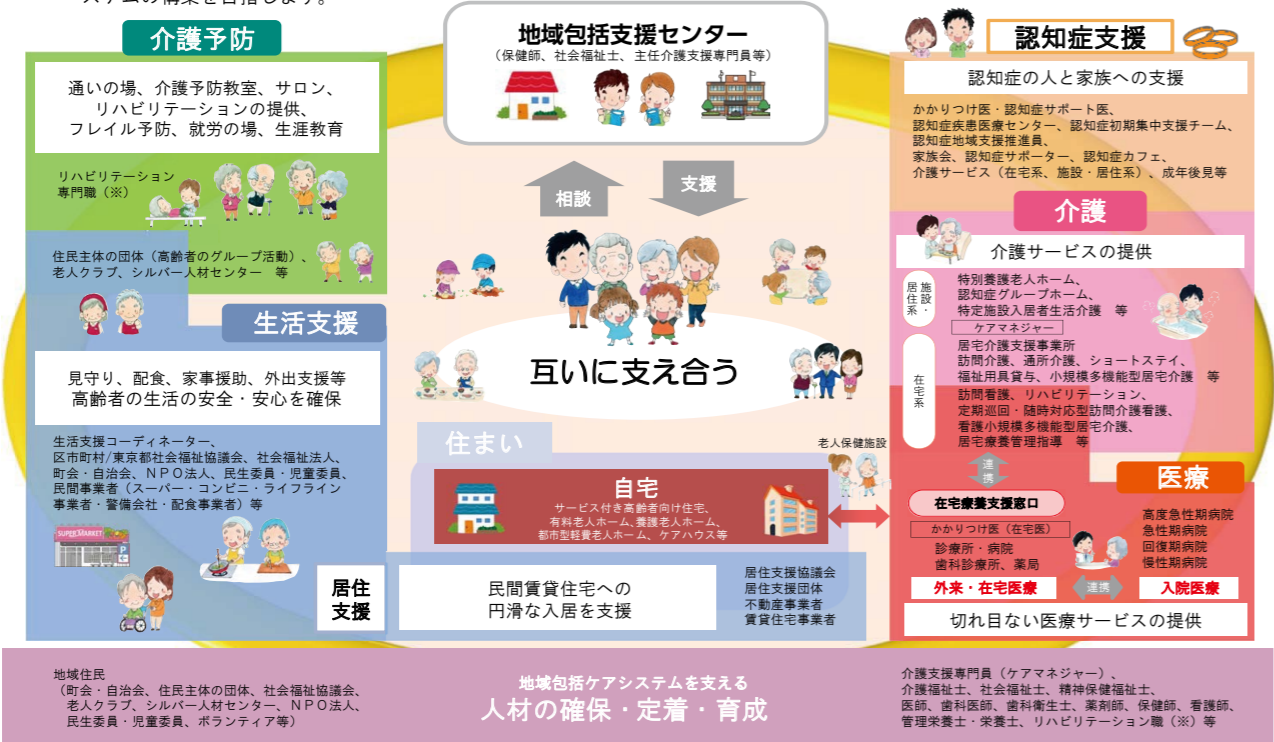 ステムの構築を目指します。
介護予防
通いの場、介護予防教室、サロン、
リハビリテーションの提供、
フレイル予防、就労の場、生涯教育
リハビリテーション
専門職（※）
住民主体の団体（高齢者のグループ活動）、
老人クラブ、シルバー人材センター　等
生活支援
見守り、配食、家事援助、外出支援等
高齢者の生活の安全・安心を確保
生活支援コーディネーター、
区市町村/東京都社会福祉協議会、社会福祉法人、
町会・自治会、ＮＰＯ法人、民生委員・児童委員、
民間事業者（スーパー・コンビニ・ライフライン
事業者・警備会社・配食事業者）等
SUPER MARKET
P
地域包括支援センター
（保健師、社会福祉士、主任介護支援専門員等）
相談
支援
互いに支え合う
住まい
自宅
サービス付き高齢者向け住宅、
有料老人ホーム、養護老人ホーム、
都市型軽費老人ホーム、ケアハウス等
老人保健施設
居住
支援
民間賃貸住宅への
円滑な入居を支援
居住支援協議会
居住支援団体
不動産事業者
賃貸住宅事業者
認知症支援
認知症の人と家族への支援
かかりつけ医・認知症サポート医、
認知症疾患医療センター、認知症初期集中支援チーム、
認知症地域支援推進員、
家族会、認知症サポーター、認知症カフェ、
介護サービス（在宅系、施設・居住系）、成年後見等
介護
介護サービスの提供
施設・
居住系
特別養護老人ホーム、
認知症グループホーム、
特定施設入居者生活介護　等
ケアマネジャー
在宅系
居宅介護支援事業所
訪問介護、通所介護、ショートステイ、
福祉用具貸与、小規模多機能型居宅介護　等
訪問看護、リハビリテーション、
定期巡回・随時対応型訪問介護看護、
看護小規模多機能型居宅介護、
居宅療養管理指導　等
連携
医療
在宅療養支援窓口
かかりつけ医（在宅医）
診療所・病院
歯科診療所、薬局
外来・在宅医療
連携
高度急性期病院
急性期病院
回復期病院
慢性期病院
入院医療
切れ目ない医療サービスの提供
地域住民
（町会・自治会、住民主体の団体、社会福祉協議会、
老人クラブ、シルバー人材センター、ＮＰＯ法人、
民生委員・児童委員、ボランティア等）
地域包括ケアシステムを支える
人材の確保・定着・育成
介護支援専門員（ケアマネジャー）、
介護福祉士、社会福祉士、精神保健福祉士、
医師、歯科医師、歯科衛生士、薬剤師、保健師、看護師、
管理栄養士・栄養士、リハビリテーション職（※）等